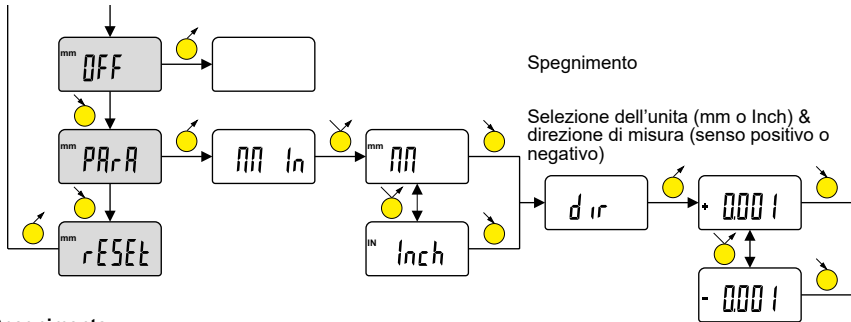 mm OFF
Spegnimento
Selezione dell'unita (mm o Inch) &
direzione di misura (senso positivo o
negativo)
mm PArA
MM In
mm MM
dir
+ 0.001
mm rESEt
IN Inch
- 0.001